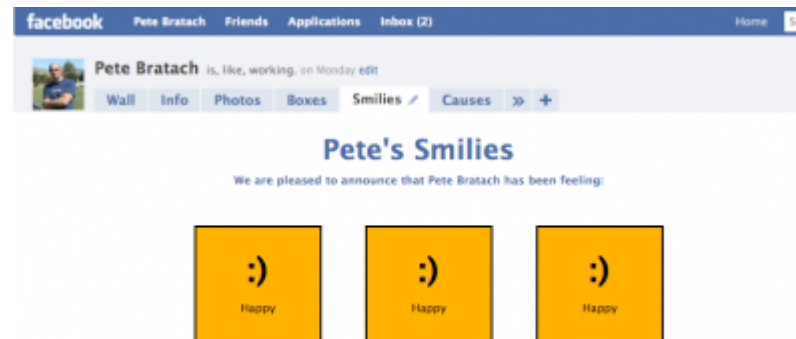 facebook Pete Bratach Friends Applications Inbox (2) Home
Pete Bratach is, like, working. on Monday edit
Wall Info Photos Boxes Smilies Causes » +
Pete's Smilies
We are pleased to announce that Pete Bratach has been feeling:
:) :) :)
Happy Happy Happy